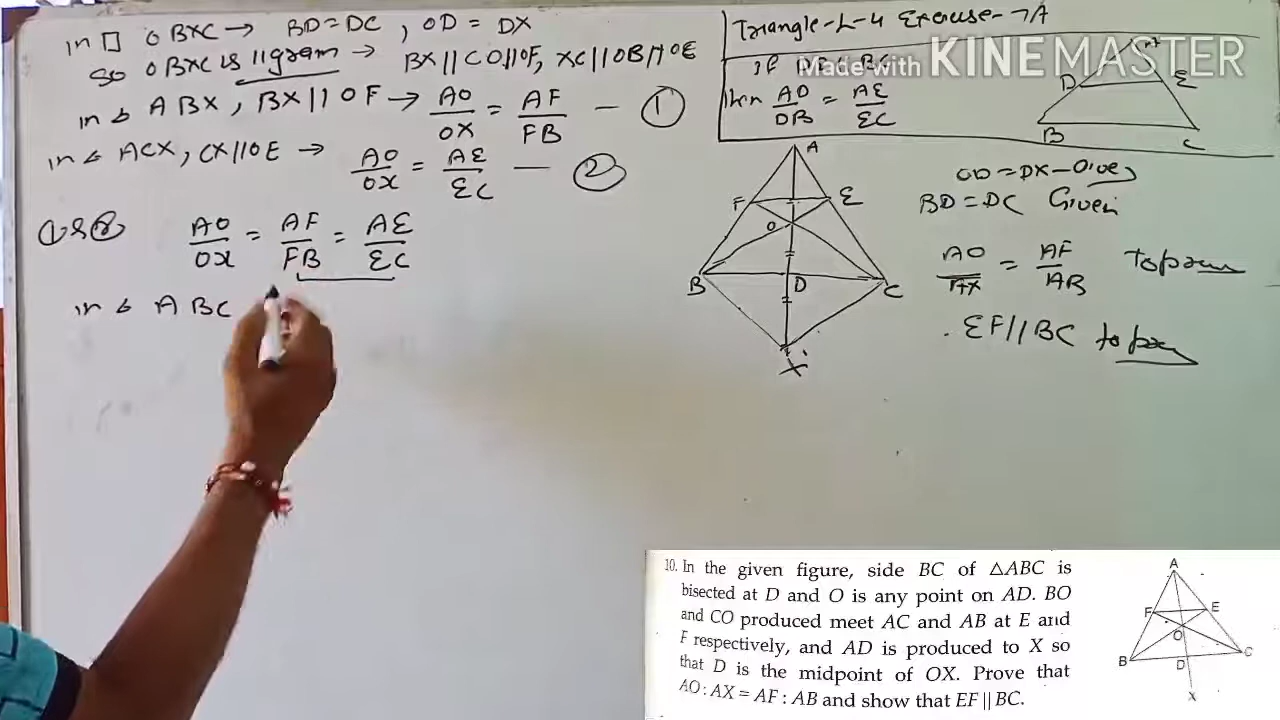 in □ OBXC → BD = DC , OD = DX
So OBXC is ||gram → BX || CO||OF, XC||OB||OE
in △ ABX , BX||OF → AO/OX = AF/FB — ①
in △ ACX, CX||OE → AO/OX = AE/EC — ②
①&② AO/OX = AF/FB = AE/EC
in △ ABC
Triangle-L-4 Exercise-7A
If DE BC
then AD/DB = AE/EC
Made with KINEMASTER
D E
B C
A
F E
O
B D C
X
OD = DX - Given
BD = DC Given
AO/AX = AF/AB to prove
EF//BC to prove
10. In the given figure, side BC of △ABC is
bisected at D and O is any point on AD. BO
and CO produced meet AC and AB at E and
F respectively, and AD is produced to X so
that D is the midpoint of OX. Prove that
AO : AX = AF : AB and show that EF || BC.
A
F E
O
B D C
X